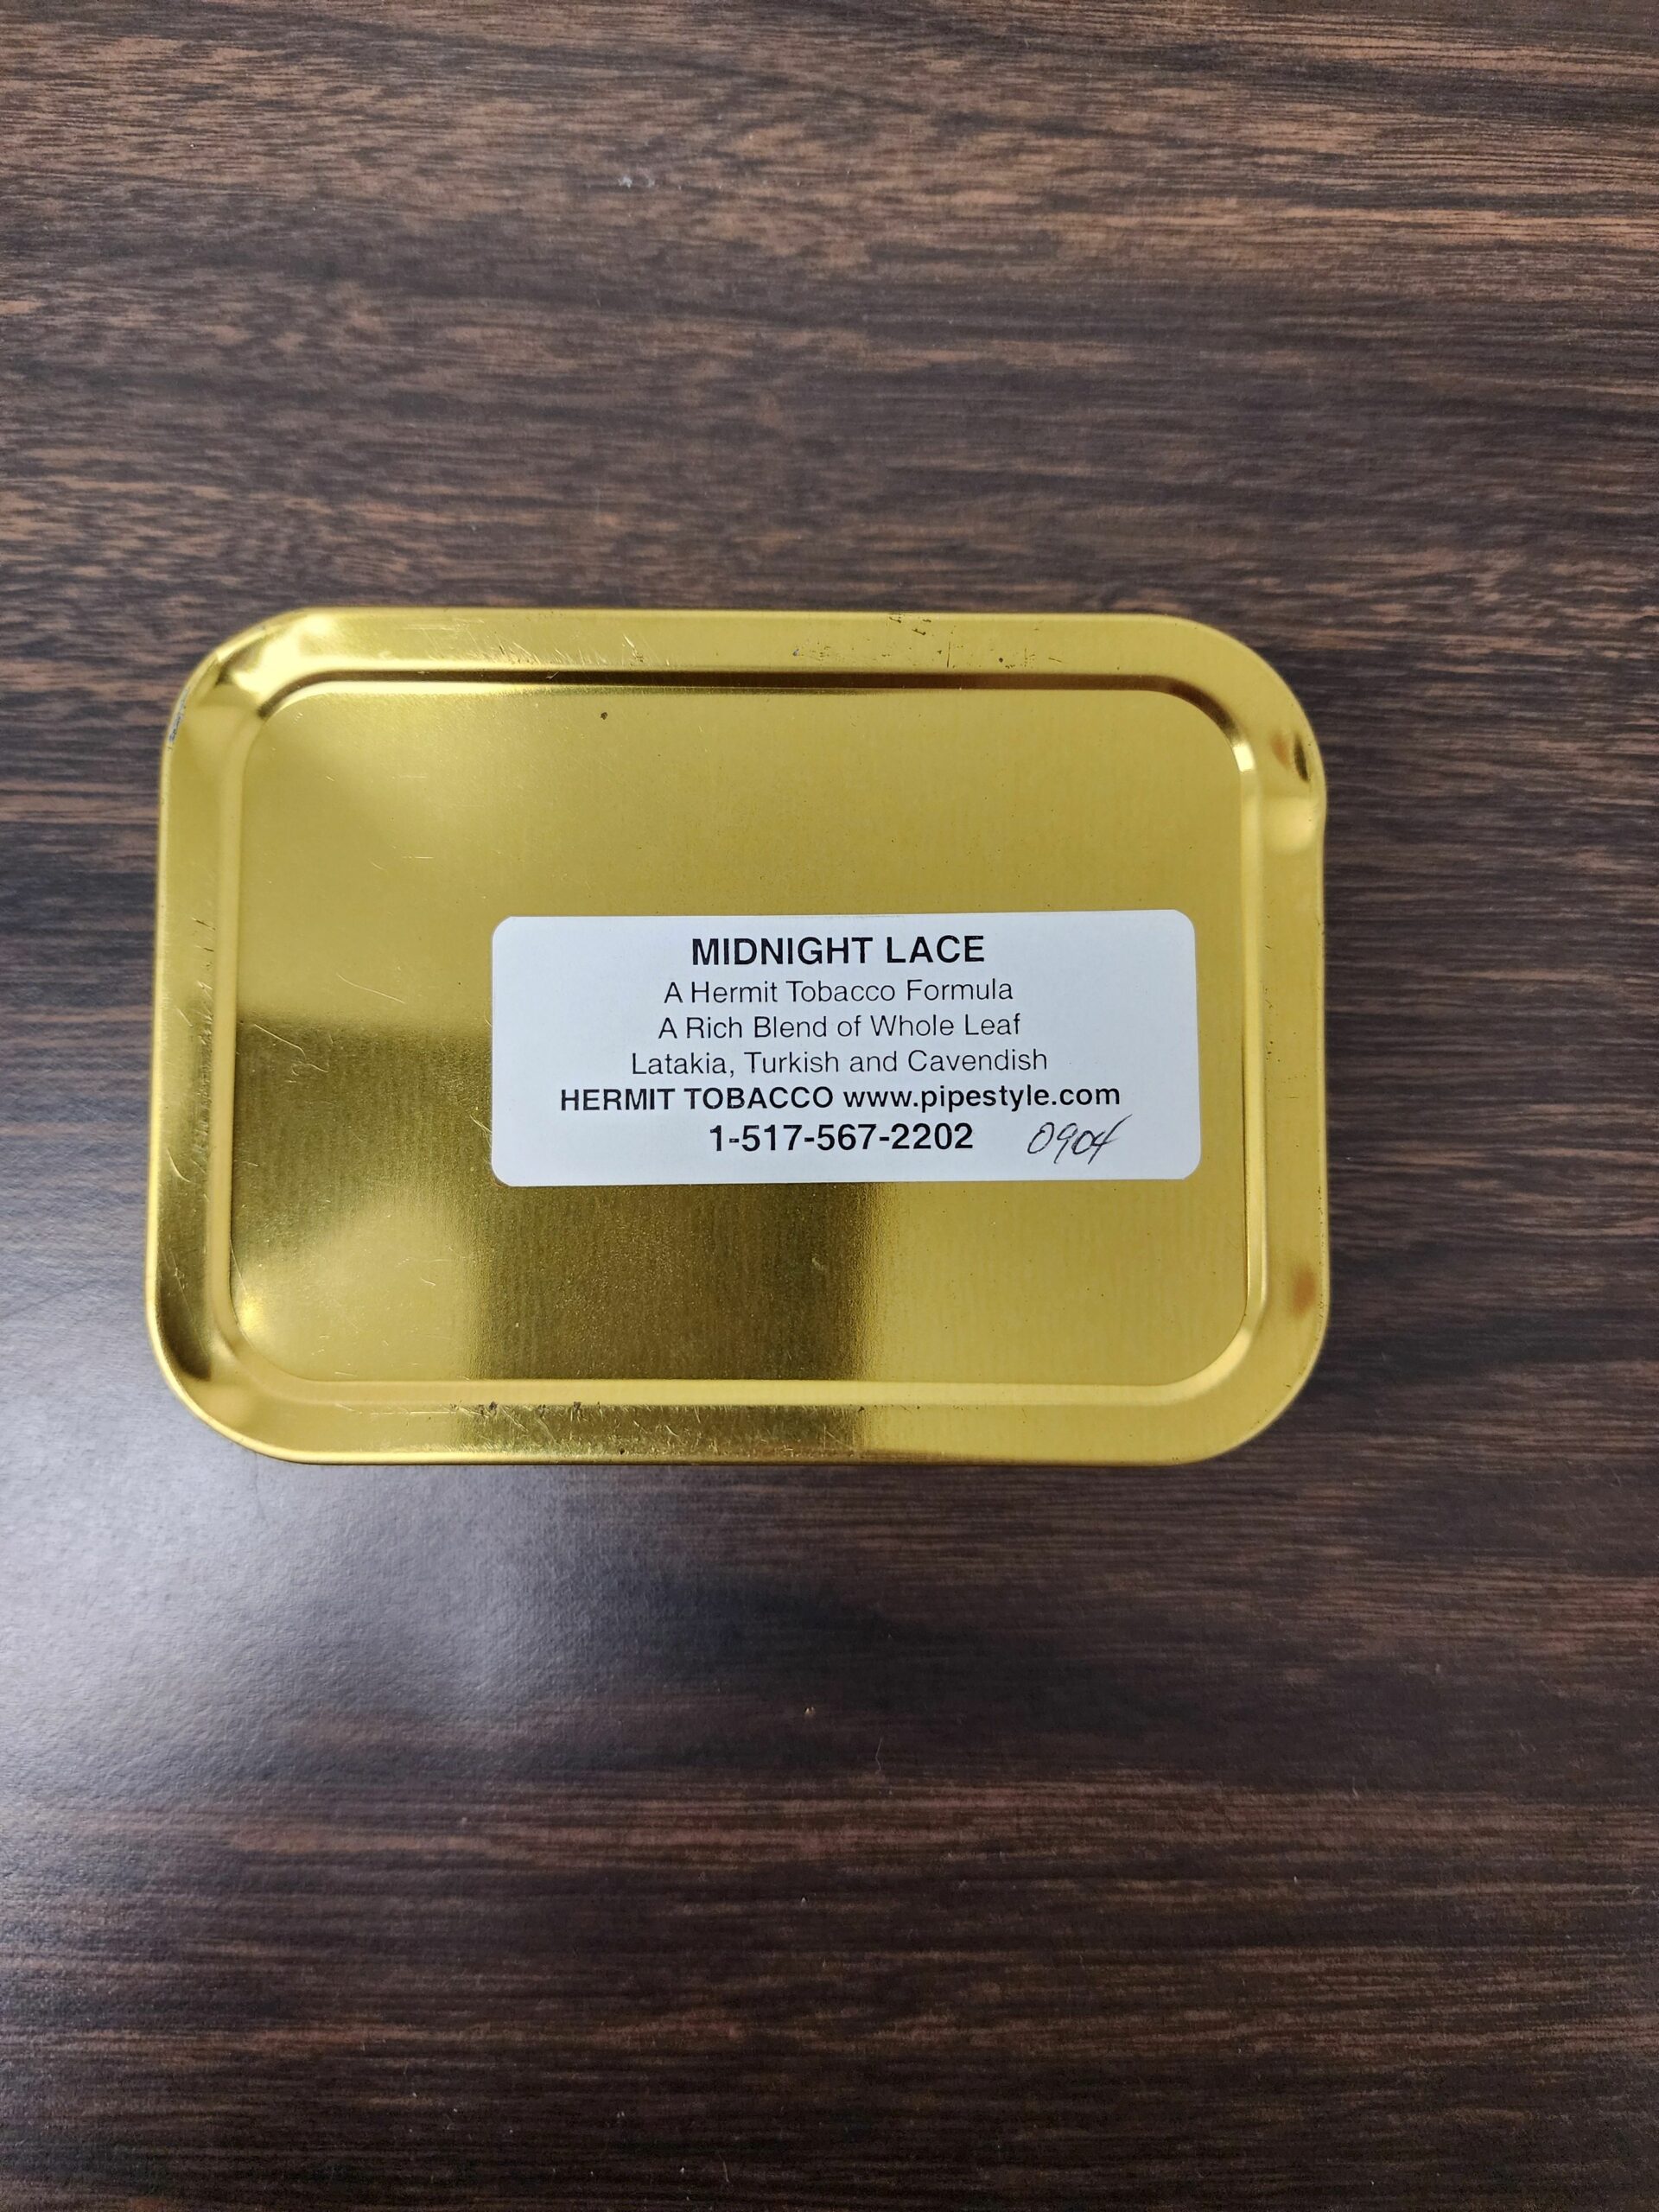 MIDNIGHT LACE
A Hermit Tobacco Formula
A Rich Blend of Whole Leaf
Latakia, Turkish and Cavendish
HERMIT TOBACCO www.pipestyle.com
1-517-567-2202 0904